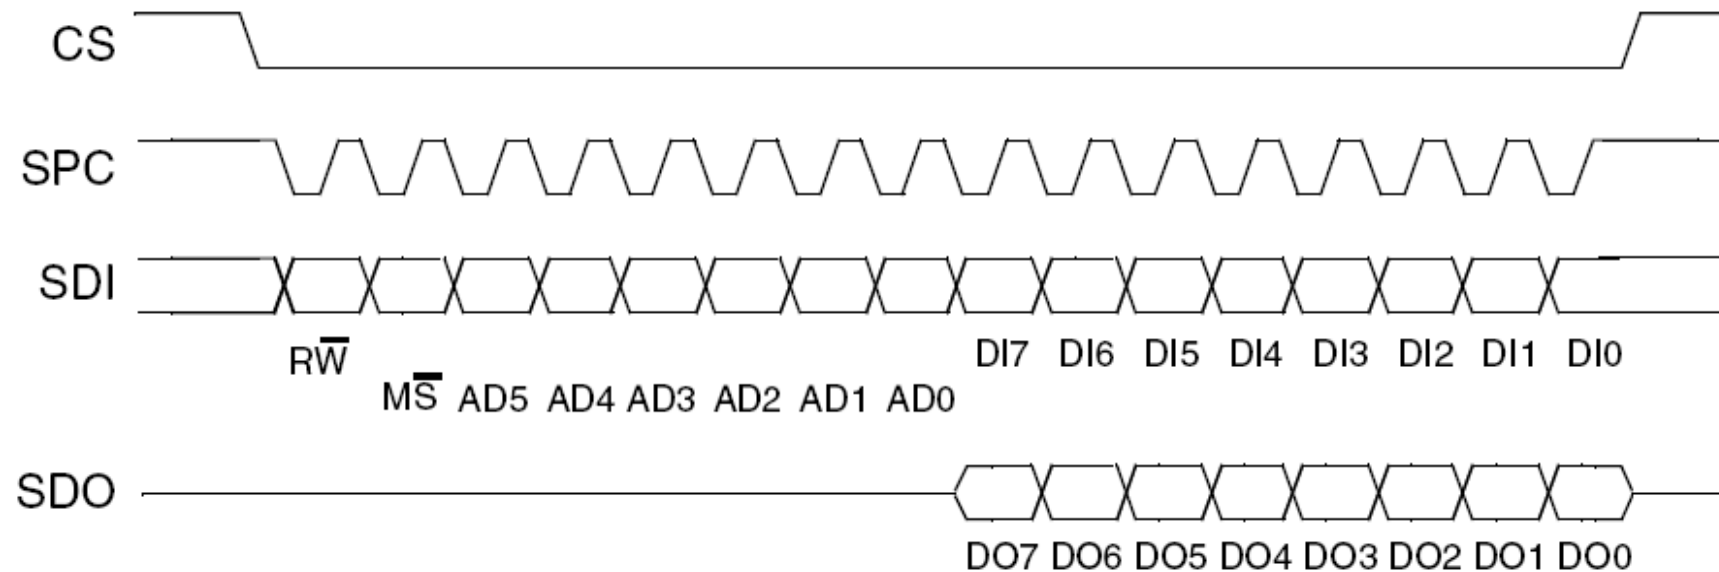 CS
SPC
SDI
RW̅
DI7 DI6 DI5 DI4 DI3 DI2 DI1 DI0
MS̅ AD5 AD4 AD3 AD2 AD1 AD0
SDO
DO7 DO6 DO5 DO4 DO3 DO2 DO1 DO0